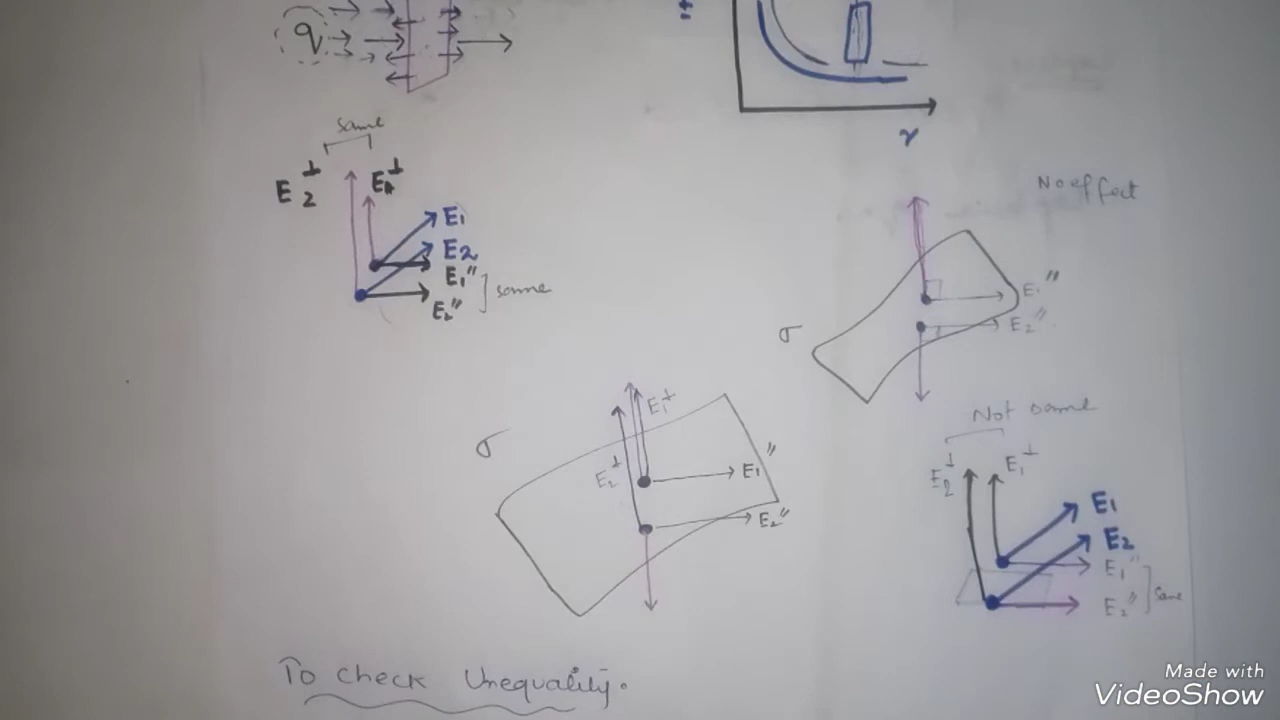 q
r
same
E2⊥ E1⊥
E1
E2
E1"
E2" same
No effect
E1"
E2"
σ
σ
E1⊥
E2⊥
E1"
E2"
Not same
E2⊥ E1⊥
E1
E2
E1"
E2" same
To check Unequality.
Made with
VideoShow